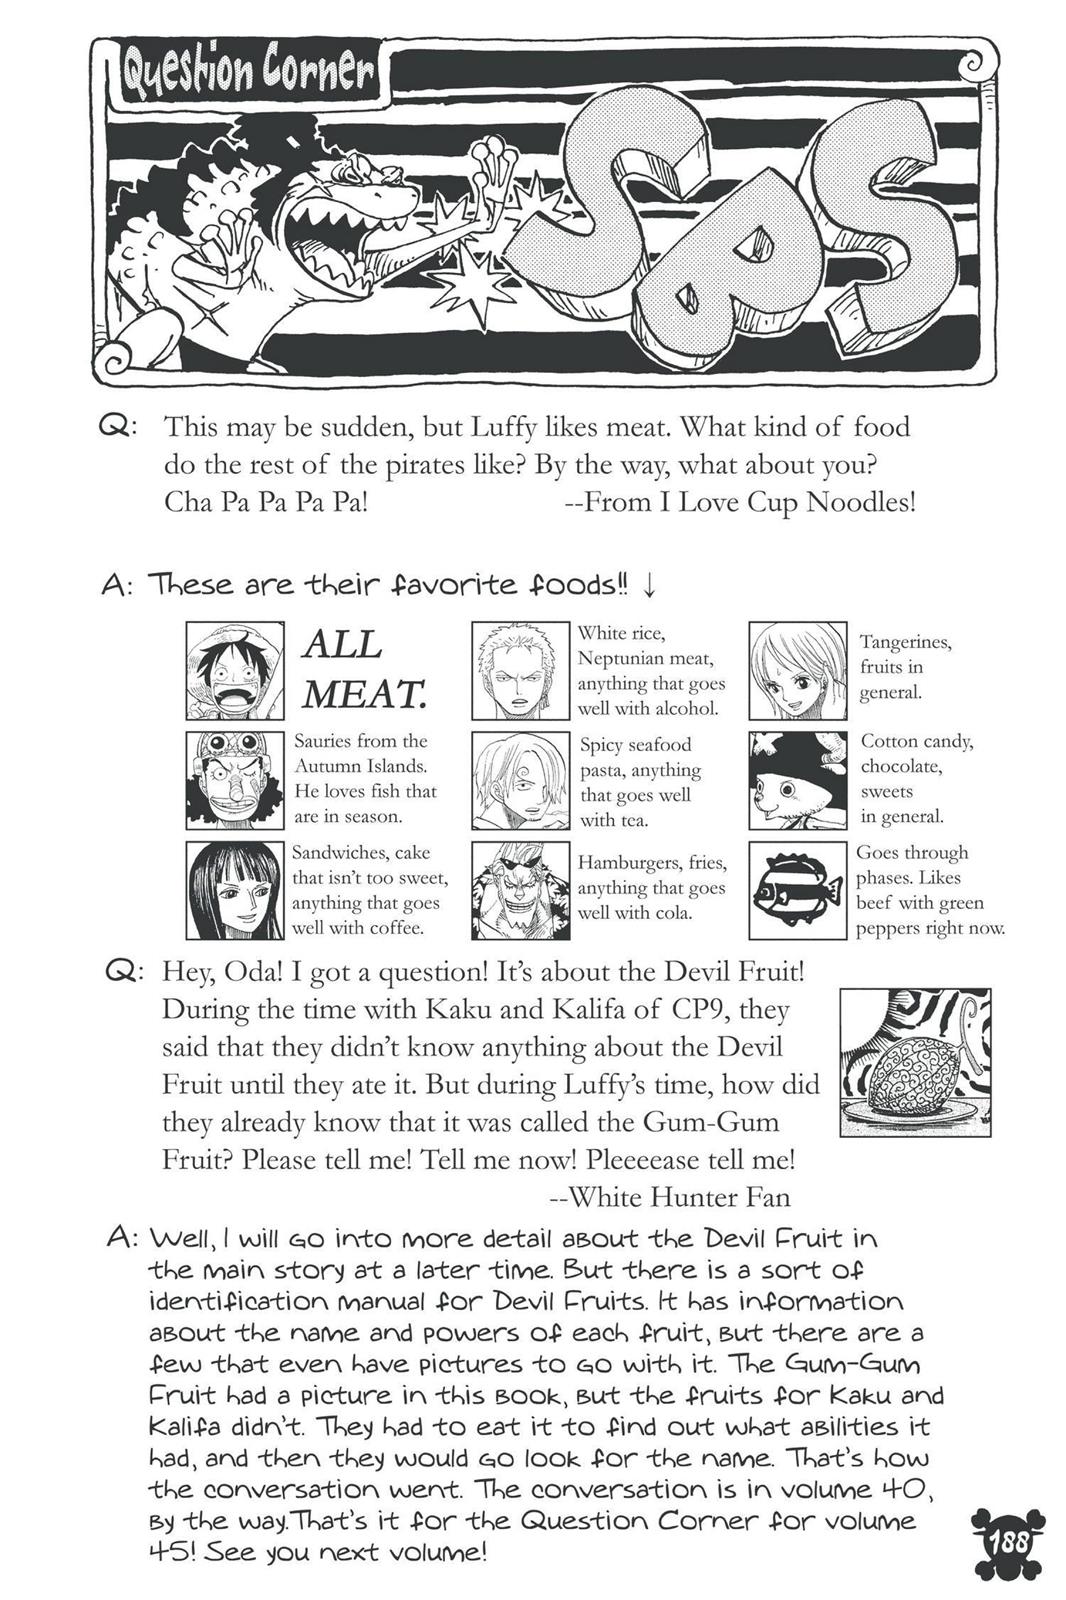 Question Corner
SBS
Q: This may be sudden, but Luffy likes meat. What kind of food
do the rest of the pirates like? By the way, what about you?
Cha Pa Pa Pa Pa! --From I Love Cup Noodles!
A: These are their favorite foods!! ↓
ALL
MEAT.
White rice,
Neptunian meat,
anything that goes
well with alcohol.
Tangerines,
fruits in
general.
Sauries from the
Autumn Islands.
He loves fish that
are in season.
Spicy seafood
pasta, anything
that goes well
with tea.
Cotton candy,
chocolate,
sweets
in general.
Sandwiches, cake
that isn't too sweet,
anything that goes
well with coffee.
Hamburgers, fries,
anything that goes
well with cola.
Goes through
phases. Likes
beef with green
peppers right now.
Q: Hey, Oda! I got a question! It's about the Devil Fruit!
During the time with Kaku and Kalifa of CP9, they
said that they didn't know anything about the Devil
Fruit until they ate it. But during Luffy's time, how did
they already know that it was called the Gum-Gum
Fruit? Please tell me! Tell me now! Pleeeease tell me!
--White Hunter Fan
A: Well, I will go into more detail about the Devil Fruit in
the main story at a later time. But there is a sort of
identification manual for Devil Fruits. It has information
about the name and powers of each fruit, but there are a
few that even have pictures to go with it. The Gum-Gum
Fruit had a picture in this book, but the fruits for Kaku and
Kalifa didn't. They had to eat it to find out what abilities it
had, and then they would go look for the name. That's how
the conversation went. The conversation is in volume 40,
by the way.That's it for the Question Corner for volume
45! See you next volume!
188